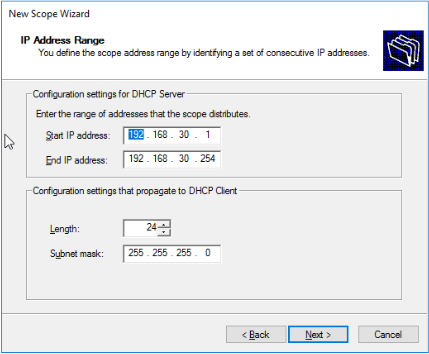 New Scope Wizard
IP Address Range
You define the scope address range by identifying a set of consecutive IP addresses.
Configuration settings for DHCP Server
Enter the range of addresses that the scope distributes.
Start IP address: 192 . 168 . 30 . 1
End IP address: 192 . 168 . 30 . 254
Configuration settings that propagate to DHCP Client
Length: 24
Subnet mask: 255 . 255 . 255 . 0
< Back Next > Cancel